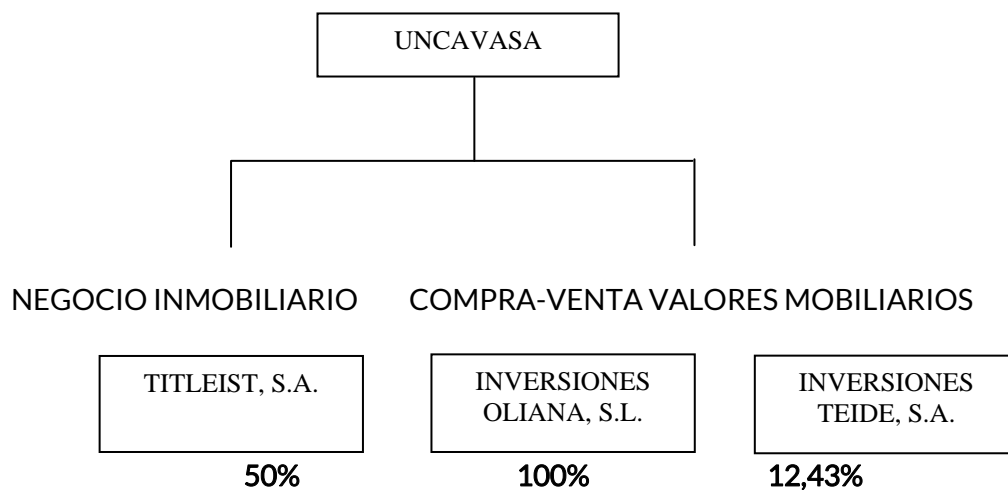 UNCAVASA
NEGOCIO INMOBILIARIO COMPRA-VENTA VALORES MOBILIARIOS
TITLEIST, S.A.
INVERSIONES
OLIANA, S.L.
INVERSIONES
TEIDE, S.A.
50% 100% 12,43%